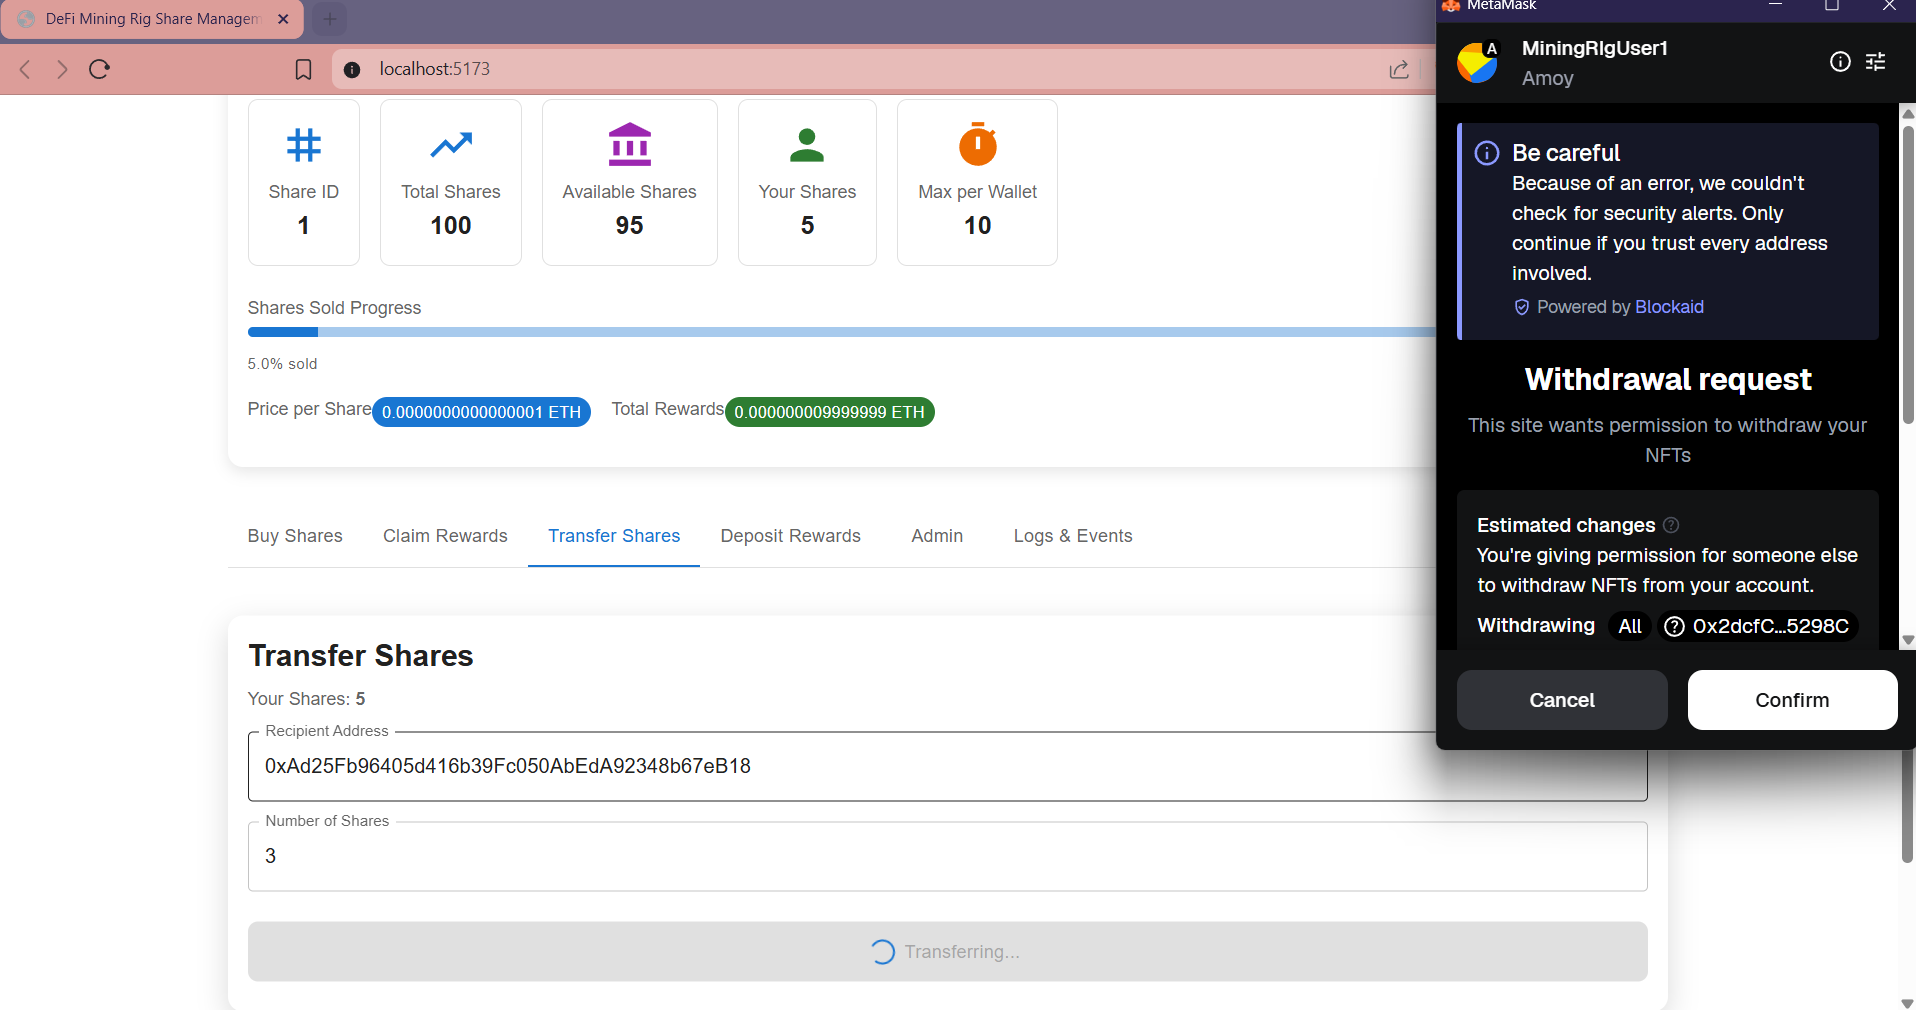 DeFi Mining Rig Share Managem
localhost:5173
Share ID
1
Total Shares
100
Available Shares
95
Your Shares
5
Max per Wallet
10
Shares Sold Progress
5.0% sold
Price per Share
0.0000000000000001 ETH
Total Rewards
0.000000009999999 ETH
Buy Shares
Claim Rewards
Transfer Shares
Deposit Rewards
Admin
Logs & Events
Transfer Shares
Your Shares: 5
Recipient Address
0xAd25Fb96405d416b39Fc050AbEdA92348b67eB18
Number of Shares
3
Transferring...
MetaMask
A
MiningRIgUser1
Amoy
Be careful
Because of an error, we couldn't
check for security alerts. Only
continue if you trust every address
involved.
Powered by Blockaid
Withdrawal request
This site wants permission to withdraw your
NFTs
Estimated changes
You're giving permission for someone else
to withdraw NFTs from your account.
Withdrawing All 0x2dcfC...5298C
Cancel
Confirm